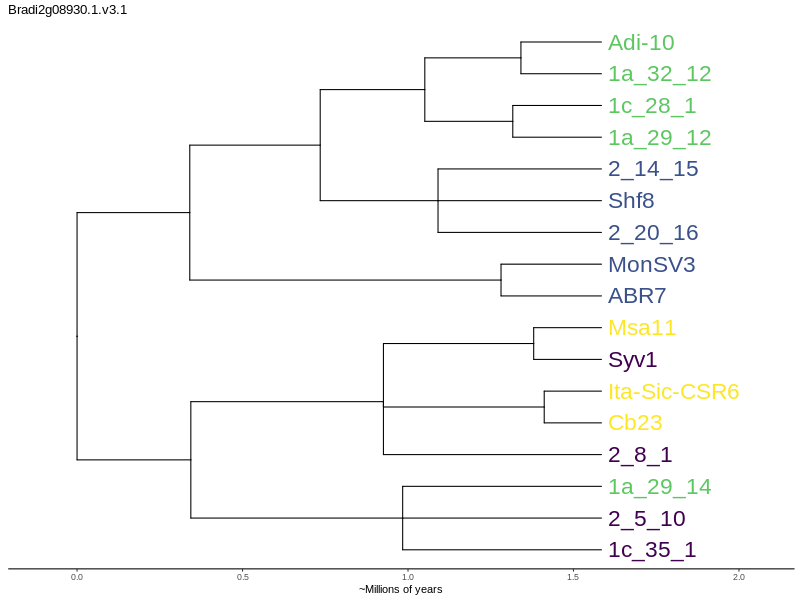 Bradi2g08930.1.v3.1
Adi-10
1a_32_12
1c_28_1
1a_29_12
2_14_15
Shf8
2_20_16
MonSV3
ABR7
Msa11
Syv1
Ita-Sic-CSR6
Cb23
2_8_1
1a_29_14
2_5_10
1c_35_1
0.0 0.5 1.0 1.5 2.0
~Millions of years